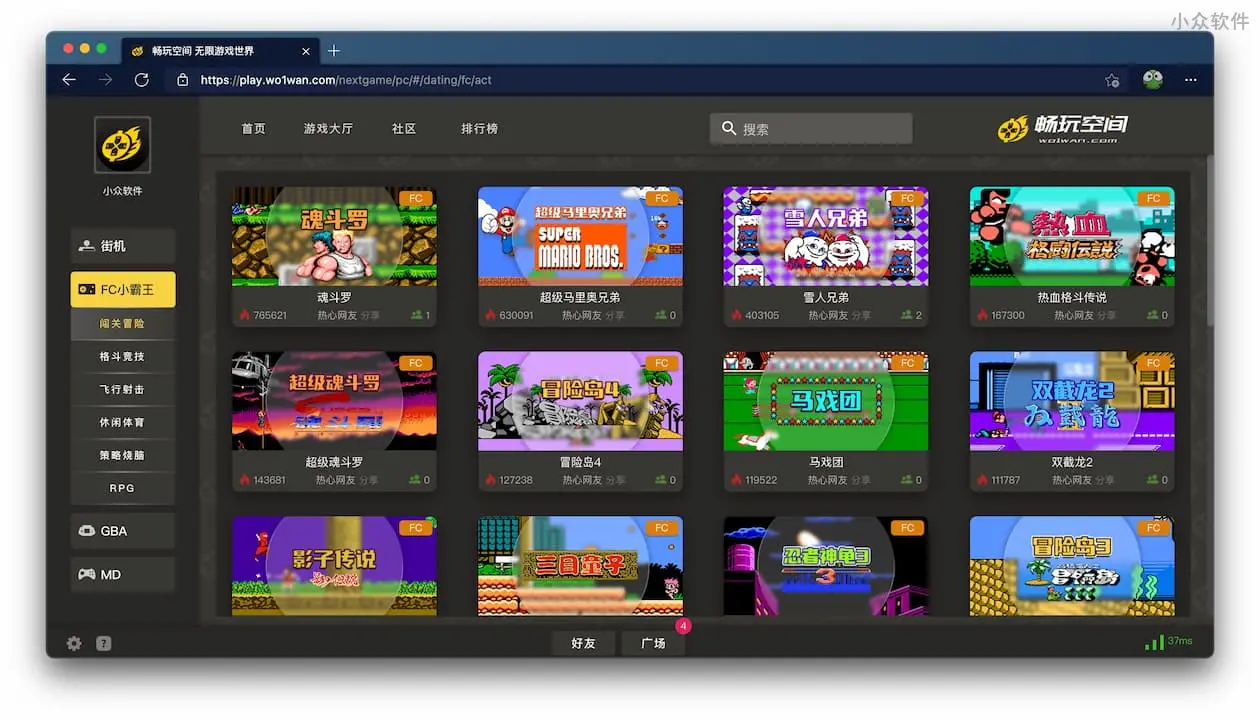 小众软件
畅玩空间 无限游戏世界
https://play.wo1wan.com/nextgame/pc/#/dating/fc/act
首页 游戏大厅 社区 排行榜
搜索
畅玩空间
wo1wan.com
小众软件
街机
FC小霸王
闯关冒险
格斗竞技
飞行射击
休闲体育
策略烧脑
RPG
GBA
MD
FC
魂斗罗
魂斗罗
765621 热心网友 分享 1
FC
超级马里奥兄弟
SUPER
MARIO BROS.
超级马里奥兄弟
630091 热心网友 分享 0
FC
雪人兄弟
雪人兄弟
403105 热心网友 分享 2
FC
熱血
格闘伝説
热血格斗传说
167300 热心网友 分享 0
FC
超级魂斗罗
超级魂斗罗
143681 热心网友 分享 0
FC
冒险岛4
冒险岛4
127238 热心网友 分享 0
FC
马戏团
马戏团
119522 热心网友 分享 0
FC
双截龙2
双截龍
双截龙2
111787 热心网友 分享 0
FC
影子传说
FC
三目童子
FC
忍者神龟3
3
FC
冒险岛3
好友
广场
4
37ms